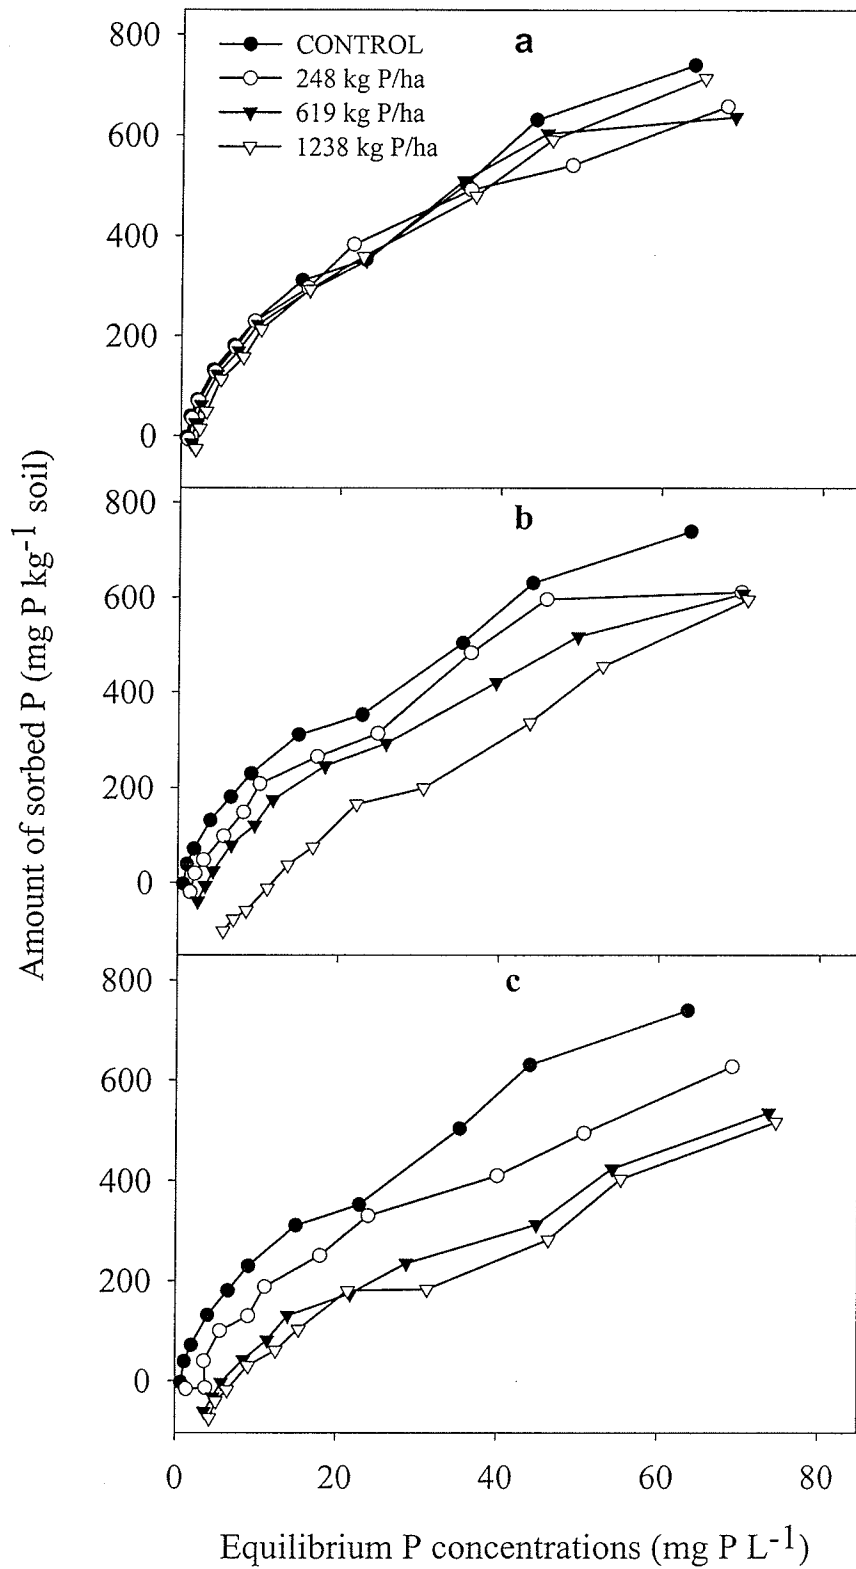 a
CONTROL
248 kg P/ha
619 kg P/ha
1238 kg P/ha
800
600
400
200
0
b
800
600
400
200
0
c
800
600
400
200
0
Amount of sorbed P (mg P kg-1 soil)
0 20 40 60 80
Equilibrium P concentrations (mg P L-1)